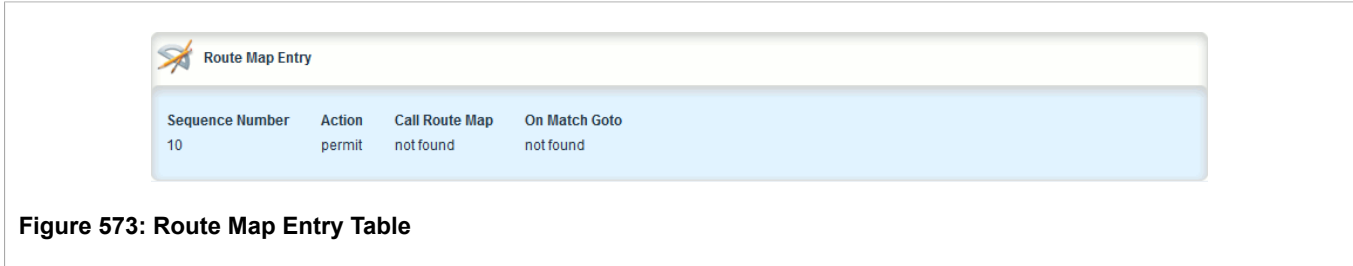 Route Map Entry
Sequence Number Action Call Route Map On Match Goto
10 permit not found not found
Figure 573: Route Map Entry Table